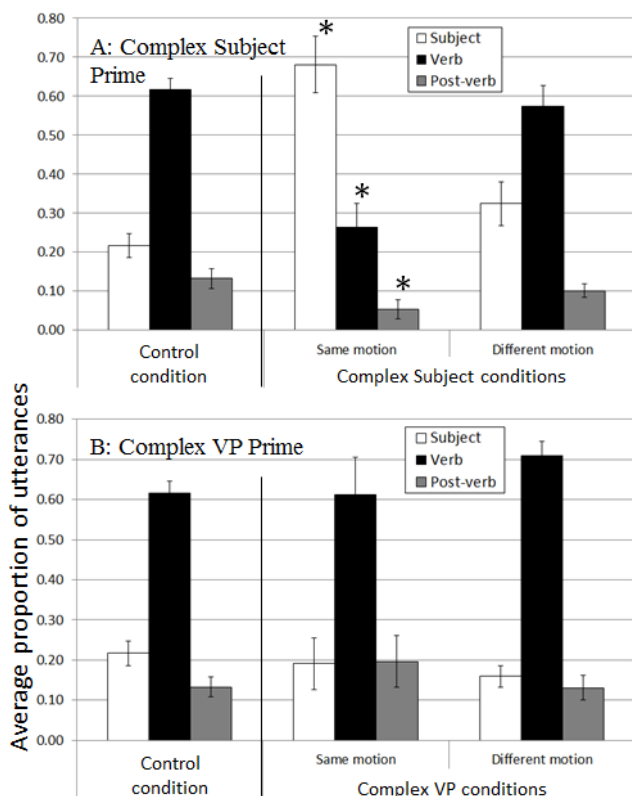 0.80
A: Complex Subject
Prime
0.70
0.60
0.50
0.40
0.30
0.20
0.10
0.00
Subject
Verb
Post-verb
*
*
*
Control
condition
Same motion
Different motion
Complex Subject conditions
Average proportion of utterances
0.80
B: Complex VP Prime
0.70
0.60
0.50
0.40
0.30
0.20
0.10
0.00
Subject
Verb
Post-verb
Control
condition
Same motion
Different motion
Complex VP conditions